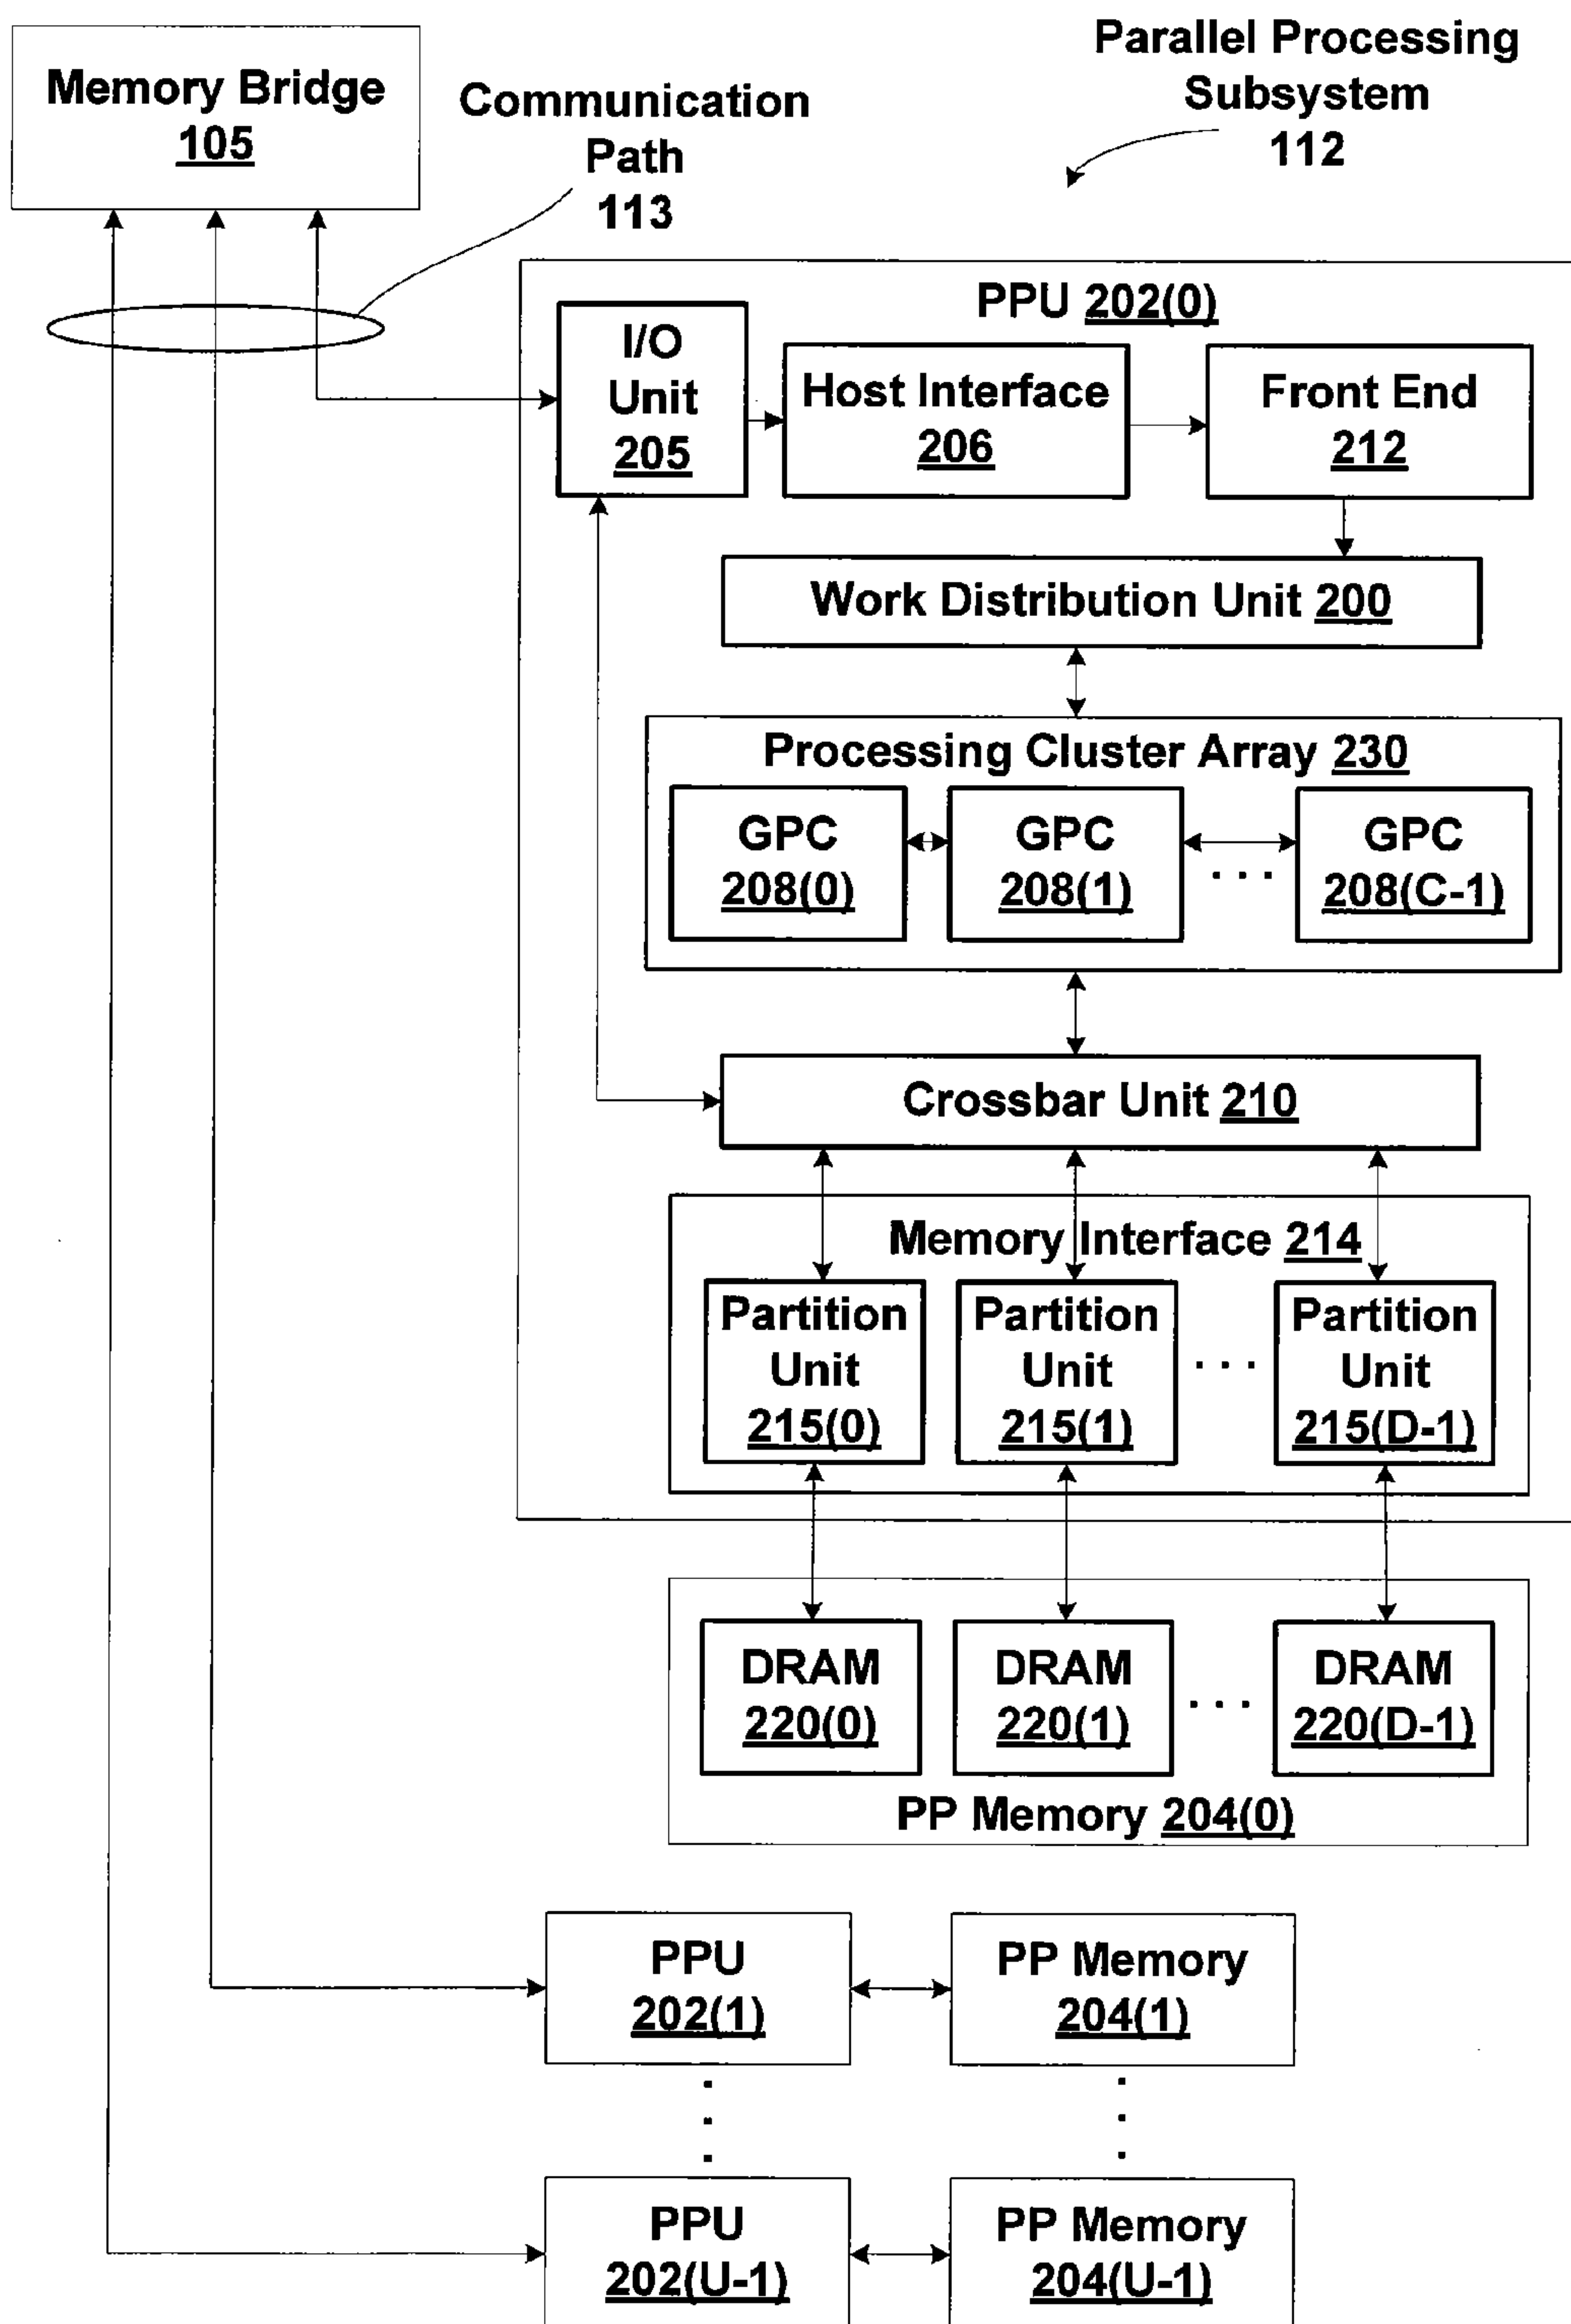 Memory Bridge
105
Communication
Path
113
Parallel Processing
Subsystem
112
PPU 202(0)
I/O
Unit
205
Host Interface
206
Front End
212
Work Distribution Unit 200
Processing Cluster Array 230
GPC
208(0)
GPC
208(1)
. . .
GPC
208(C-1)
Crossbar Unit 210
Memory Interface 214
Partition
Unit
215(0)
Partition
Unit
215(1)
. . .
Partition
Unit
215(D-1)
DRAM
220(0)
DRAM
220(1)
. . .
DRAM
220(D-1)
PP Memory 204(0)
PPU
202(1)
PP Memory
204(1)
PPU
202(U-1)
PP Memory
204(U-1)